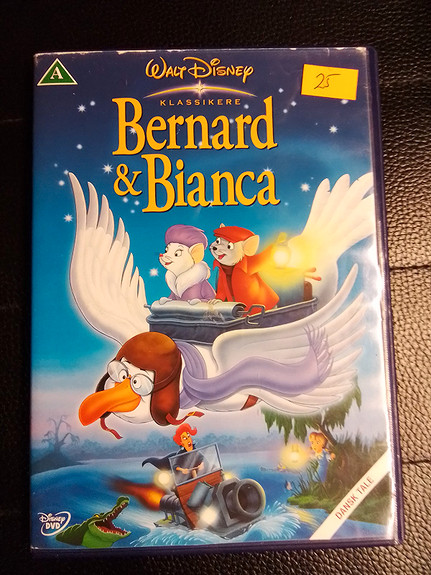 A
WALT DISNEY
KLASSIKERE
25
Bernard
& Bianca
DANSK TALE
DISNEY
DVD